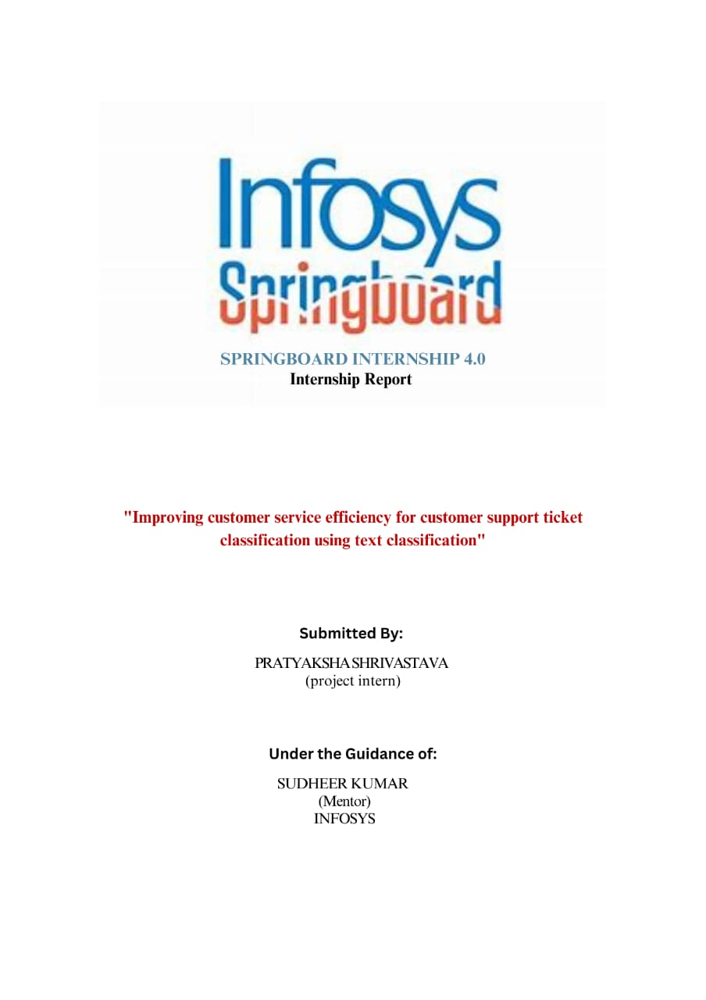 Infosys
Springboard
SPRINGBOARD INTERNSHIP 4.0
Internship Report
"Improving customer service efficiency for customer support ticket
classification using text classification"
Submitted By:
PRATYAKSHA SHRIVASTAVA
(project intern)
Under the Guidance of:
SUDHEER KUMAR
(Mentor)
INFOSYS